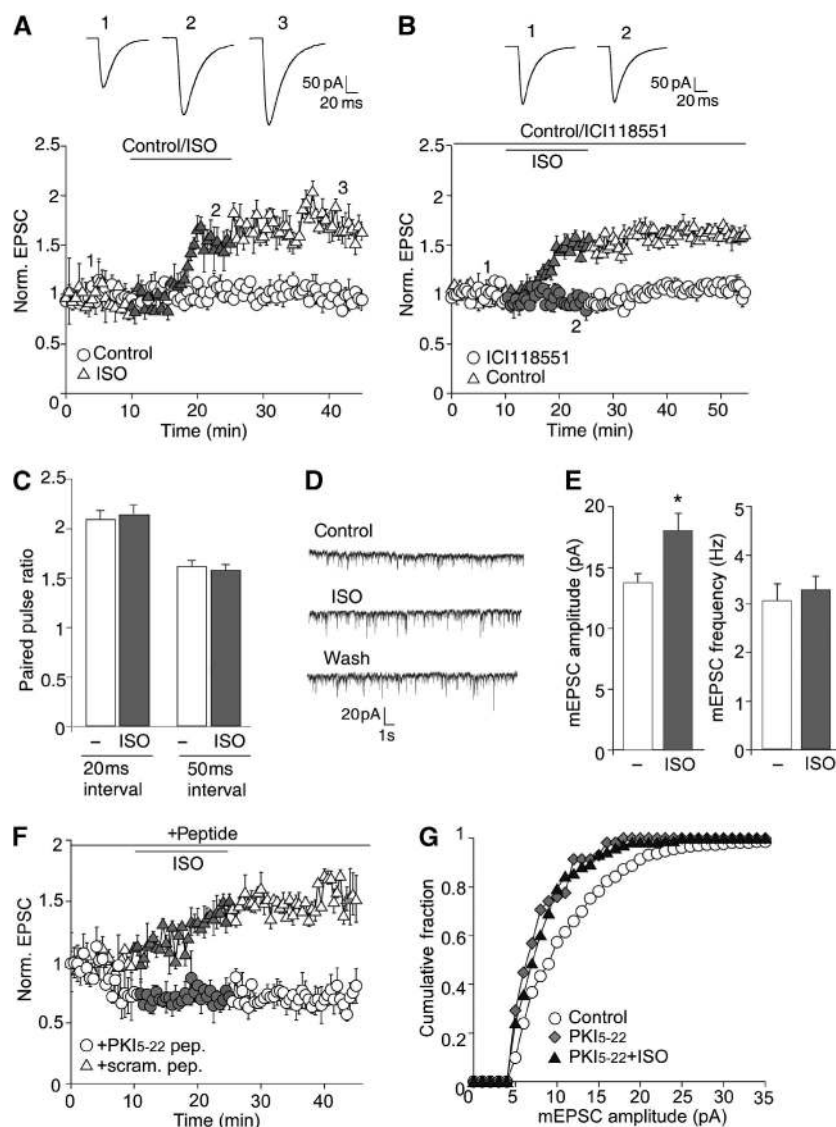 A
1 2 3
50 pA
20 ms
Control/ISO
2.5
2
1.5
1
0.5
0
Norm. EPSC
1
2
3
Control
ISO
0 10 20 30 40
Time (min)
B
1 2
50 pA
20 ms
Control/ICI118551
ISO
2.5
2
1.5
1
0.5
0
Norm. EPSC
1
2
ICI118551
Control
0 10 20 30 40 50
Time (min)
C
2.5
2
1.5
1
0.5
0
Paired pulse ratio
– ISO – ISO
20ms interval
50ms interval
D
Control
ISO
Wash
20pA
1s
E
20
15
10
5
0
mEPSC amplitude (pA)
*
– ISO
5
4
3
2
1
0
mEPSC frequency (Hz)
– ISO
F
+Peptide
ISO
2
1.5
1
0.5
0
Norm. EPSC
+PKI5-22 pep.
+scram. pep.
0 10 20 30 40
Time (min)
G
1
0.8
0.6
0.4
0.2
0
Cumulative fraction
Control
PKI5-22
PKI5-22+ISO
5 10 15 20 25 30 35
mEPSC amplitude (pA)